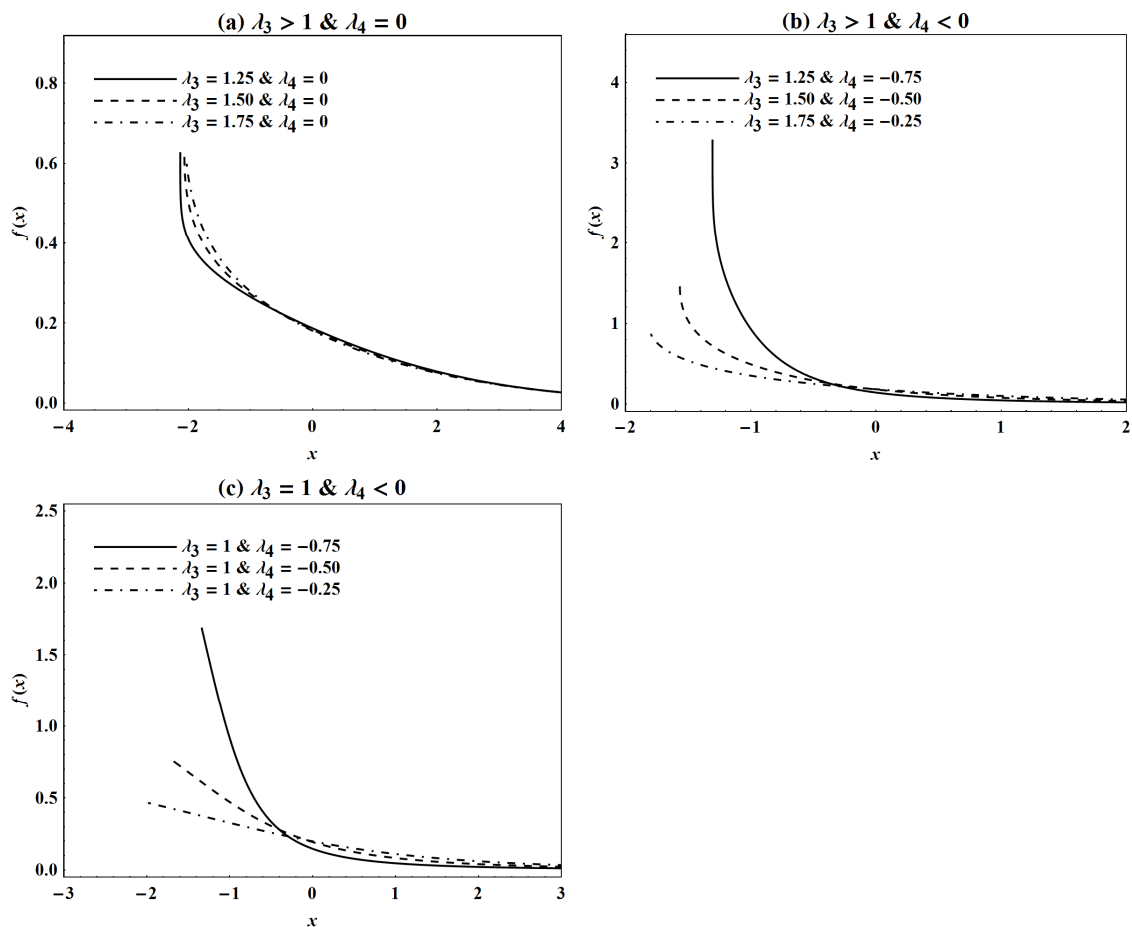 (a) λ₃ > 1 & λ₄ = 0
λ₃ = 1.25 & λ₄ = 0
λ₃ = 1.50 & λ₄ = 0
λ₃ = 1.75 & λ₄ = 0
0.8
0.6
0.4
0.2
0.0
f(x)
−4 −2 0 2 4
x
(b) λ₃ > 1 & λ₄ < 0
λ₃ = 1.25 & λ₄ = −0.75
λ₃ = 1.50 & λ₄ = −0.50
λ₃ = 1.75 & λ₄ = −0.25
4
3
2
1
0
f(x)
−2 −1 0 1 2
x
(c) λ₃ = 1 & λ₄ < 0
λ₃ = 1 & λ₄ = −0.75
λ₃ = 1 & λ₄ = −0.50
λ₃ = 1 & λ₄ = −0.25
2.5
2.0
1.5
1.0
0.5
0.0
f(x)
−3 −2 −1 0 1 2 3
x